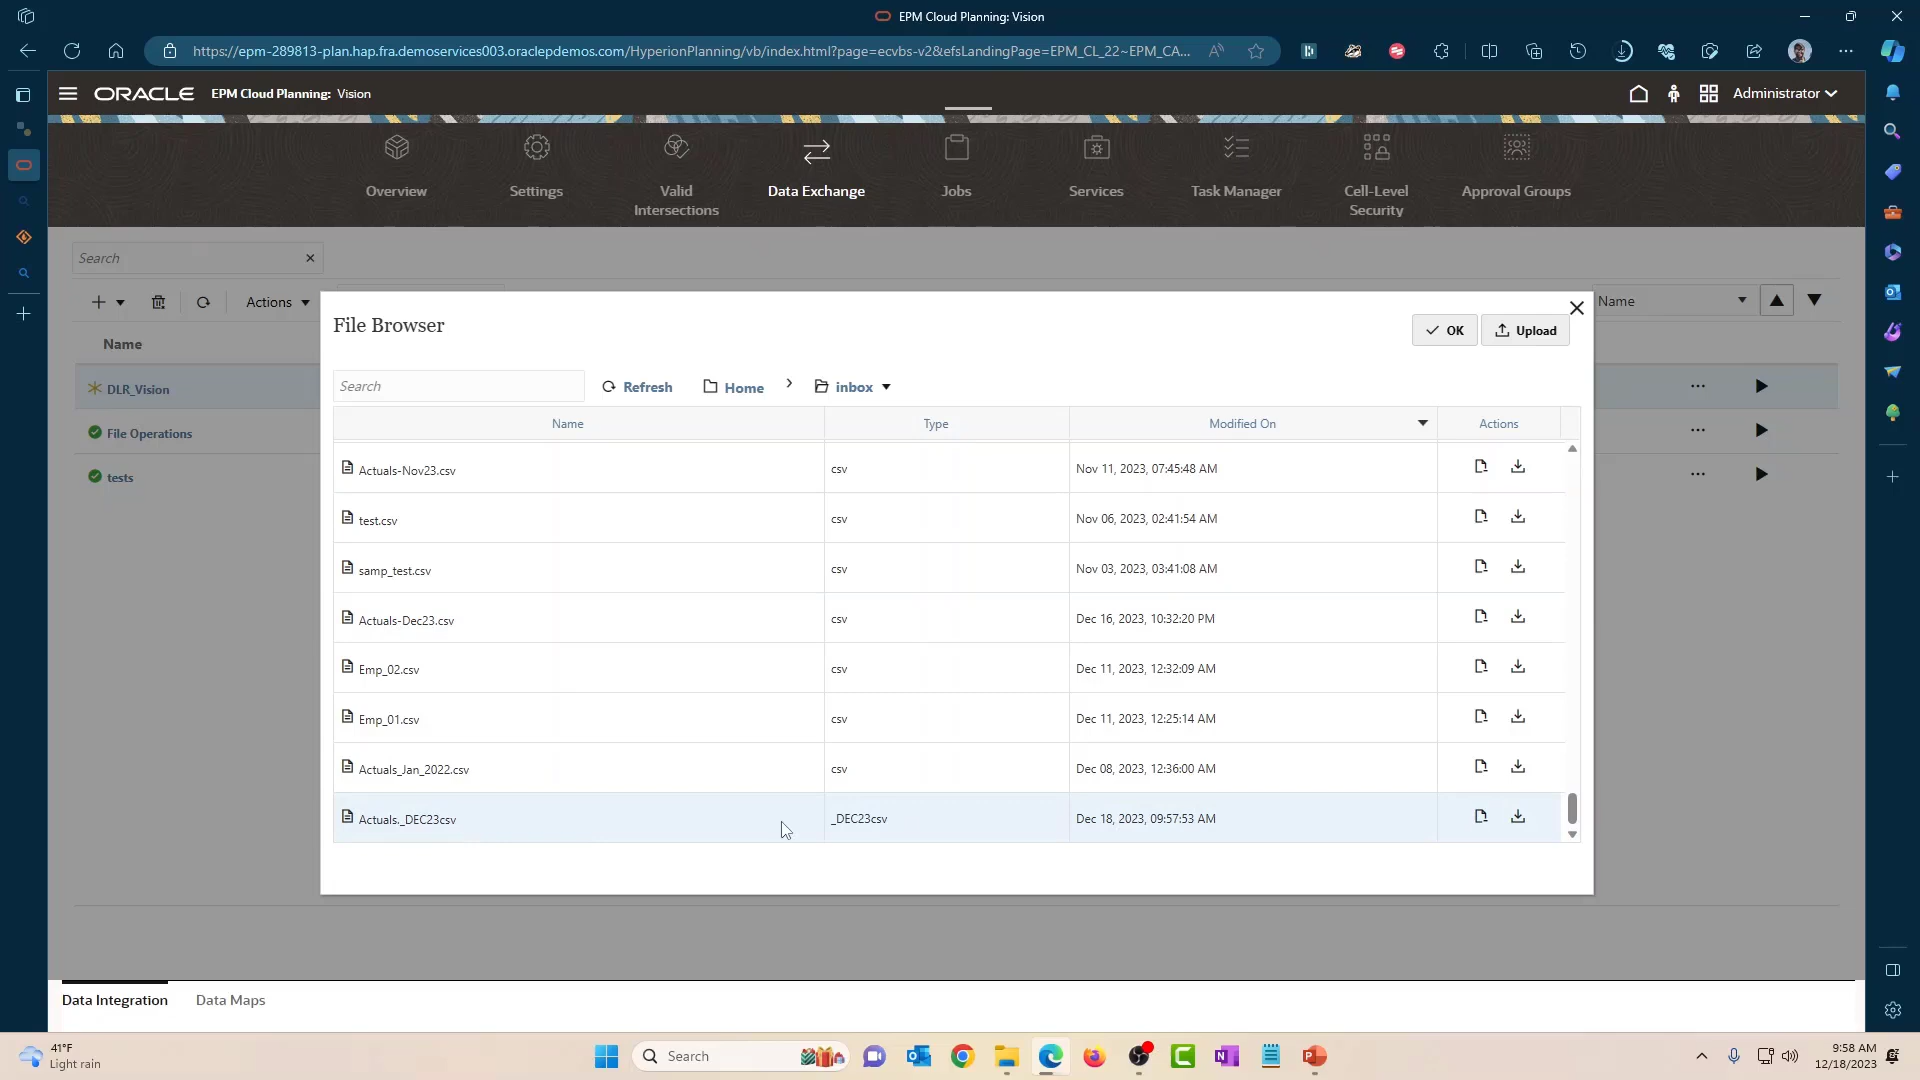 EPM Cloud Planning: Vision
https://epm-289813-plan.hap.fra.demoservices003.oraclepdemos.com/HyperionPlanning/vb/index.html?page=ecvbs-v2&efsLandingPage=EPM_CL_22~EPM_CA...
ORACLE EPM Cloud Planning: Vision Administrator
Overview Settings Valid Intersections Data Exchange Jobs Services Task Manager Cell-Level Security Approval Groups
Search
Actions
Name
Name
DLR_Vision
File Operations
tests
File Browser
OK Upload
Search Refresh Home inbox
Name Type Modified On Actions
Actuals-Nov23.csv csv Nov 11, 2023, 07:45:48 AM
test.csv csv Nov 06, 2023, 02:41:54 AM
samp_test.csv csv Nov 03, 2023, 03:41:08 AM
Actuals-Dec23.csv csv Dec 16, 2023, 10:32:20 PM
Emp_02.csv csv Dec 11, 2023, 12:32:09 AM
Emp_01.csv csv Dec 11, 2023, 12:25:14 AM
Actuals_Jan_2022.csv csv Dec 08, 2023, 12:36:00 AM
Actuals._DEC23csv _DEC23csv Dec 18, 2023, 09:57:53 AM
Data Integration Data Maps
41°F
Light rain
Search
9:58 AM
12/18/2023